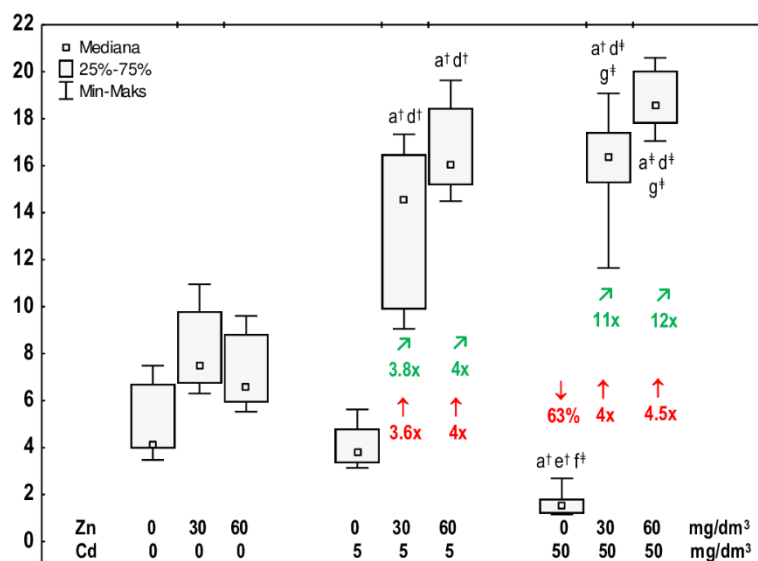 22
20
18
16
14
12
10
8
6
4
2
0
Mediana
25%-75%
Min-Maks
a† d†
a† d†
a† d‡
g‡
a‡ d‡
g‡
3.8x
4x
3.6x
4x
11x
12x
63%
4x
4.5x
a† e† f‡
Zn 0 30 60 0 30 60 0 30 60 mg/dm³
Cd 0 0 0 5 5 5 50 50 50 mg/dm³